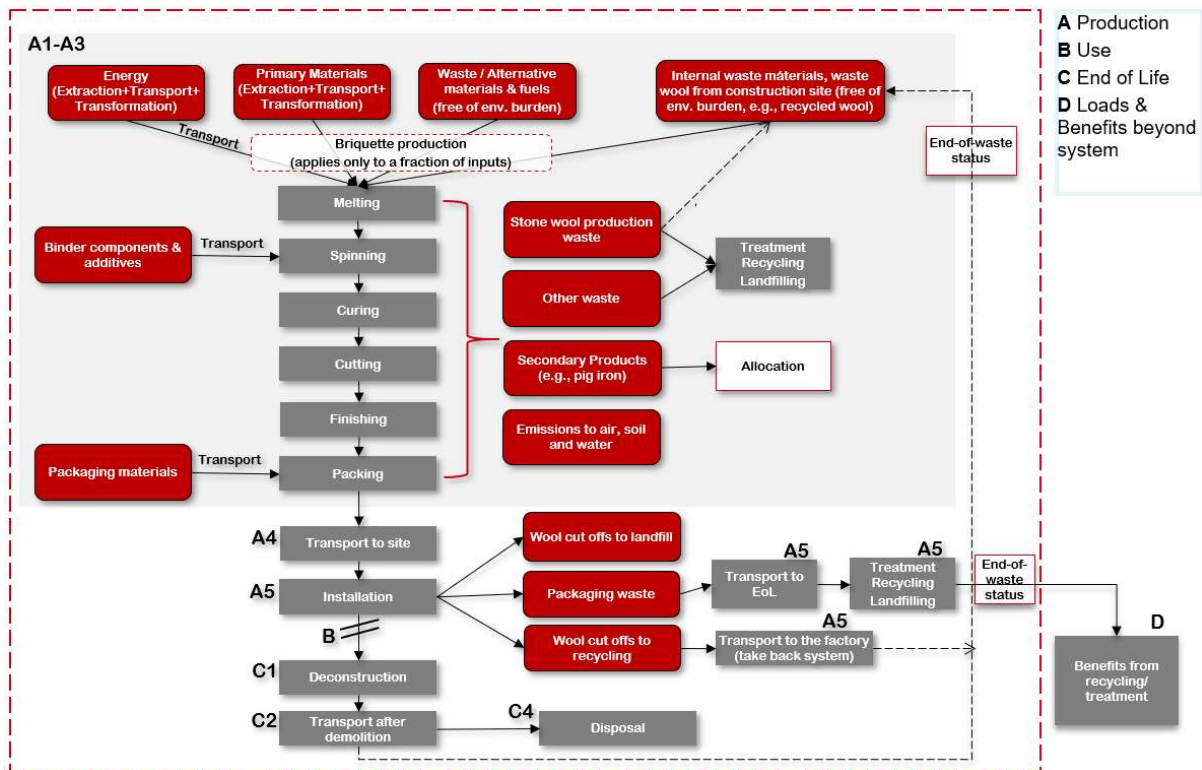 A1-A3
Energy
(Extraction+Transport+
Transformation)
Primary Materials
(Extraction+Transport+
Transformation)
Waste / Alternative
materials & fuels
(free of env. burden)
Internal waste máterials, waste
wool from construction site (free
of env. burden, e.g., recycled wool)
A Production
B Use
C End of Life
D Loads &
Benefits beyond
system
Transport
Briquette production
(applies only to a fraction of inputs)
End-of-waste
status
Melting
Binder components &
additives
Transport
Spinning
Stone wool production
waste
Treatment
Recycling
Landfilling
Curing
Other waste
Cutting
Secondary Products
(e.g., pig iron)
Allocation
Finishing
Emissions to air, soil
and water
Packaging materials
Transport
Packing
A4
Transport to site
Wool cut offs to landfill
A5
Installation
Packaging waste
A5
Transport to
EoL
A5
Treatment
Recycling
Landfilling
End-of-
waste
status
B
Wool cut offs to
recycling
A5
Transport to the factory
(take back system)
D
Benefits from
recycling/
treatment
C1
Deconstruction
C2
Transport after
demolition
C4
Disposal